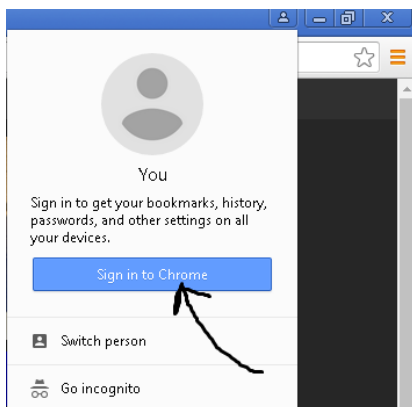 You
Sign in to get your bookmarks, history,
passwords, and other settings on all
your devices.
Sign in to Chrome
Switch person
Go incognito